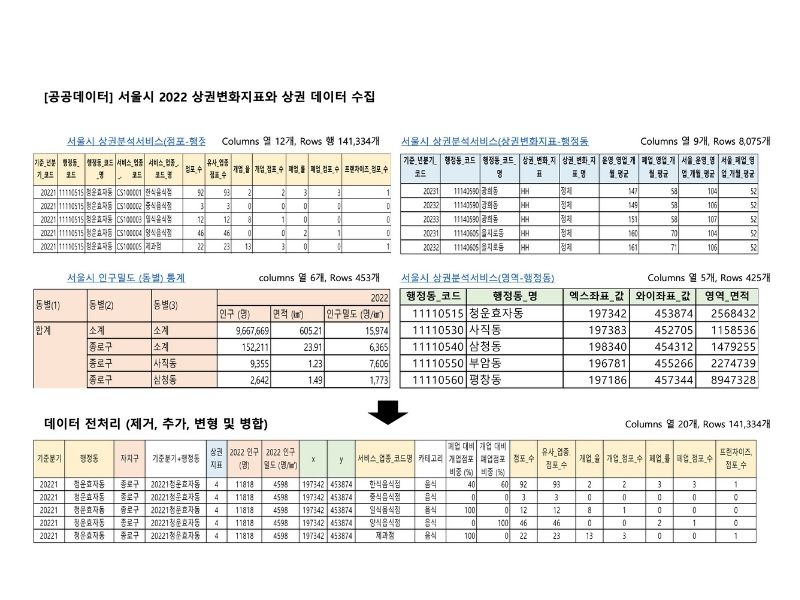 [공공데이터] 서울시 2022 상권변화지표와 상권 데이터 수집
서울시 상권분석서비스(점포-행정 Columns 열 12개, Rows 행 141,334개
기준_년분기_코드 행정동_코드 행정동_코드_명 서비스_업종_코드 서비스_업종_코드_명 점포_수 유사_업종_점포_수 개업_율 개업_점포_수 폐업_률 폐업_점포_수 프랜차이즈_점포_수
20221 11110515 청운효자동 CS100001 한식음식점 92 93 2 2 3 3 1
20221 11110515 청운효자동 CS100002 중식음식점 3 3 0 0 0 0 0
20221 11110515 청운효자동 CS100003 일식음식점 12 12 8 1 0 0 0
20221 11110515 청운효자동 CS100004 양식음식점 46 46 0 0 2 1 0
20221 11110515 청운효자동 CS100005 제과점 22 23 13 3 0 0 1
서울시 상권분석서비스(상권변화지표-행정동 Columns 열 9개, Rows 8,075개
기준_년분기_코드 행정동_코드 행정동_코드_명 상권_변화_지표 상권_변화_지표_명 운영_영업_개월_평균 폐업_영업_개월_평균 서울_운영_영업_개월_평균 서울_폐업_영업_개월_평균
20231 11140590 광희동 HH 정체 147 58 104 52
20232 11140590 광희동 HH 정체 149 58 106 52
20233 11140590 광희동 HH 정체 151 58 107 52
20231 11140605 을지로동 HH 정체 160 70 104 52
20232 11140605 을지로동 HH 정체 161 71 106 52
서울시 인구밀도 (동별) 통계 columns 열 6개, Rows 453개
동별(1) 동별(2) 동별(3) 2022
인구 (명) 면적 (㎢) 인구밀도 (명/㎢)
합계 소계 소계 9,667,669 605.21 15,974
종로구 소계 152,211 23.91 6,365
종로구 사직동 9,355 1.23 7,606
종로구 삼청동 2,642 1.49 1,773
서울시 상권분석서비스(영역-행정동) Columns 열 5개, Rows 425개
행정동_코드 행정동_명 엑스좌표_값 와이좌표_값 영역_면적
11110515 청운효자동 197342 453874 2568432
11110530 사직동 197383 452705 1158536
11110540 삼청동 198340 454312 1479255
11110550 부암동 196781 455266 2274739
11110560 평창동 197186 457344 8947328
데이터 전처리 (제거, 추가, 변형 및 병합) Columns 열 20개, Rows 141,334개
기준분기 행정동 자치구 기준분기+행정동 상권지표 2022 인구 (명) 2022 인구밀도 (명/㎢) x y 서비스_업종_코드명 카테고리 폐업 대비 개업점포 비중 (%) 개업 대비 폐업점포 비중 (%) 점포_수 유사_업종_점포_수 개업_율 개업_점포_수 폐업_률 폐업_점포_수 프랜차이즈_점포_수
20221 청운효자동 종로구 20221청운효자동 4 11818 4598 197342 453874 한식음식점 음식 40 60 92 93 2 2 3 3 1
20221 청운효자동 종로구 20221청운효자동 4 11818 4598 197342 453874 중식음식점 음식 0 0 3 3 0 0 0 0 0
20221 청운효자동 종로구 20221청운효자동 4 11818 4598 197342 453874 일식음식점 음식 100 0 12 12 8 1 0 0 0
20221 청운효자동 종로구 20221청운효자동 4 11818 4598 197342 453874 양식음식점 음식 0 100 46 46 0 0 2 1 0
20221 청운효자동 종로구 20221청운효자동 4 11818 4598 197342 453874 제과점 음식 100 0 22 23 13 3 0 0 1